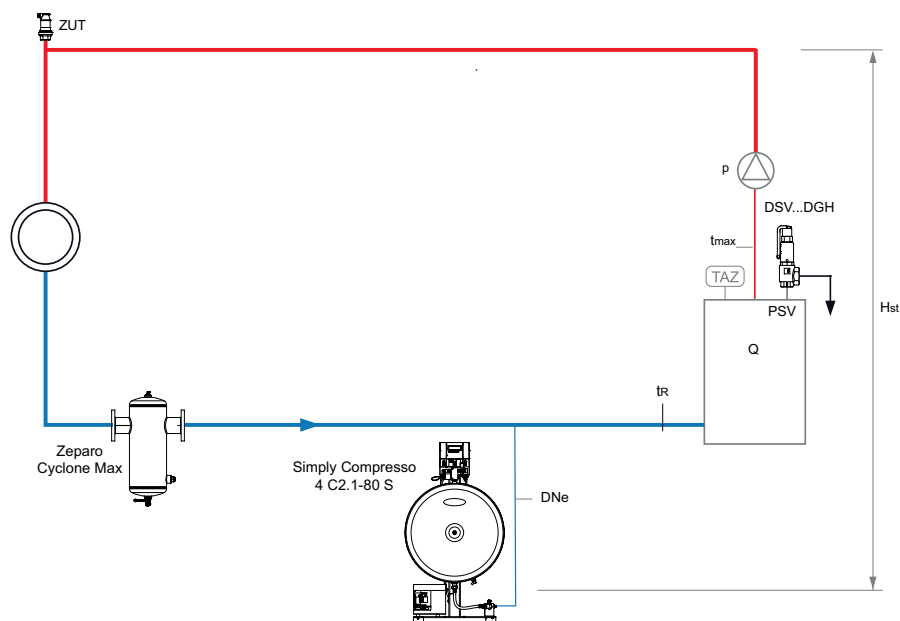 ZUT
p
DSV...DGH
tmax
TAZ
PSV
Hst
Q
tR
Zeparo
Cyclone Max
Simply Compresso
4 C2.1-80 S
DNe